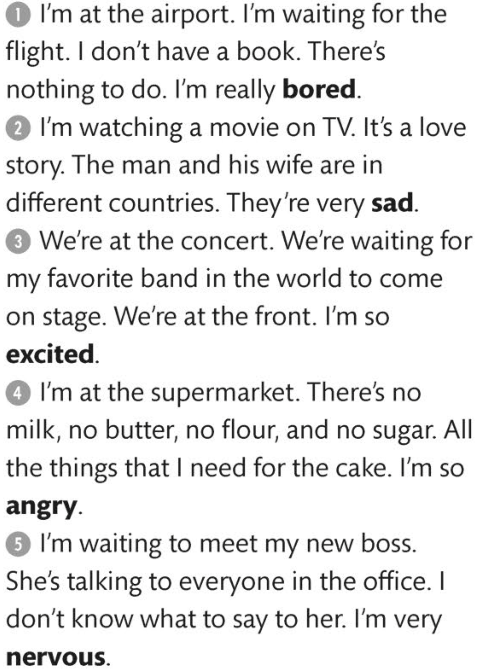 1 I'm at the airport. I'm waiting for the
flight. I don't have a book. There's
nothing to do. I'm really bored.
2 I'm watching a movie on TV. It's a love
story. The man and his wife are in
different countries. They're very sad.
3 We're at the concert. We're waiting for
my favorite band in the world to come
on stage. We're at the front. I'm so
excited.
4 I'm at the supermarket. There's no
milk, no butter, no flour, and no sugar. All
the things that I need for the cake. I'm so
angry.
5 I'm waiting to meet my new boss.
She's talking to everyone in the office. I
don't know what to say to her. I'm very
nervous.